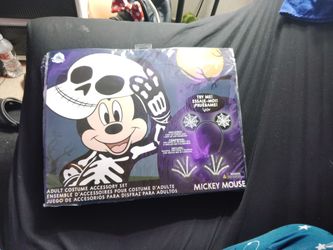 TRY ME!
ESSAIE-MOI!
¡PRUÉBAME!
ADULT COSTUME ACCESSORY SET
ENSEMBLE D'ACCESSOIRES POUR COSTUME D'ADULTE
JUEGO DE ACCESORIOS PARA DISFRAZ PARA ADULTOS
MICKEY MOUSE